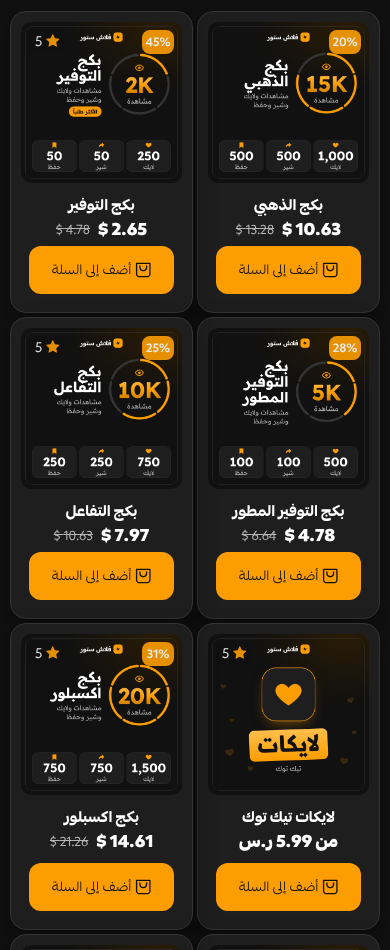 20%
فلاش ستور
بكج
الذهبي
مشاهدات ولايك
وشير وحفظ
15K
مشاهدة
1,000
لايك
500
شير
500
حفظ
بكج الذهبي
$ 10.63 $ 13.28
أضف إلى السلة
45%
فلاش ستور
5
بكج
التوفير
مشاهدات ولايك
وشير وحفظ
الأكثر طلباً
2K
مشاهدة
250
لايك
50
شير
50
حفظ
بكج التوفير
$ 2.65 $ 4.78
أضف إلى السلة
28%
فلاش ستور
بكج
التوفير
المطور
مشاهدات ولايك
وشير وحفظ
5K
مشاهدة
500
لايك
100
شير
100
حفظ
بكج التوفير المطور
$ 4.78 $ 6.64
أضف إلى السلة
25%
فلاش ستور
5
بكج
التفاعل
مشاهدات ولايك
وشير وحفظ
10K
مشاهدة
750
لايك
250
شير
250
حفظ
بكج التفاعل
$ 7.97 $ 10.63
أضف إلى السلة
فلاش ستور
5
لايكات
تيك توك
لايكات تيك توك
من 5.99 ر.س
أضف إلى السلة
31%
فلاش ستور
5
بكج
اكسبلور
مشاهدات ولايك
وشير وحفظ
20K
مشاهدة
1,500
لايك
750
شير
750
حفظ
بكج اكسبلور
$ 14.61 $ 21.26
أضف إلى السلة